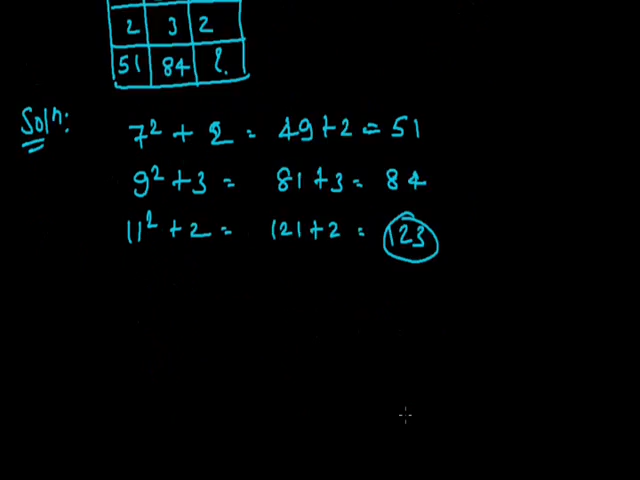 2 3 2
51 84 ?
Soln:
7² + 2 = 49+2 = 51
9² + 3 = 81+3 = 84
11² + 2 = 121+2 = 123